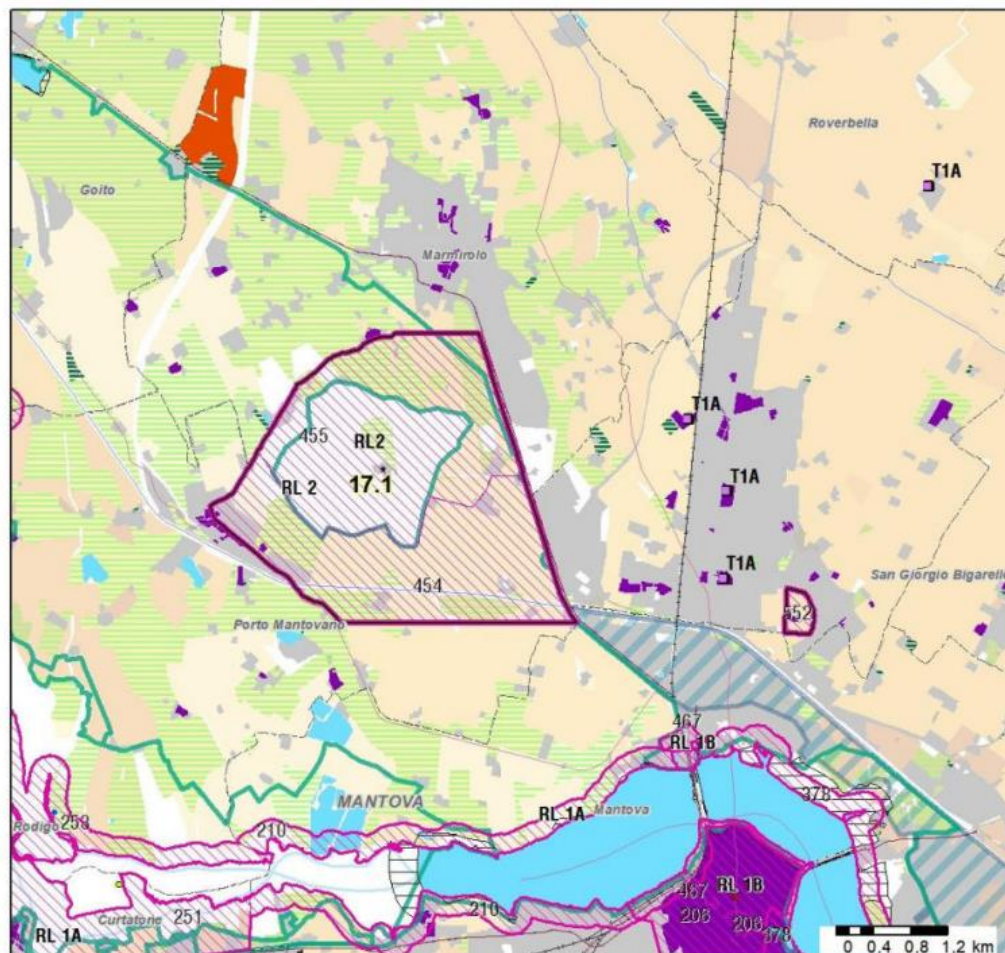 Roverbella
T1A
Goito
Marmirolo
T1A
455
RL2
RL 2
17.1
T1A
T1A
San Giorgio Bigarello
454
552
Porto Mantovano
467
RL 1B
MANTOVA
RL 1A
Mantova
378
Rodigo
253
210
RL 1B
467
210
208
206
378
Curtatone
251
RL 1A
0 0.4 0.8 1.2 km